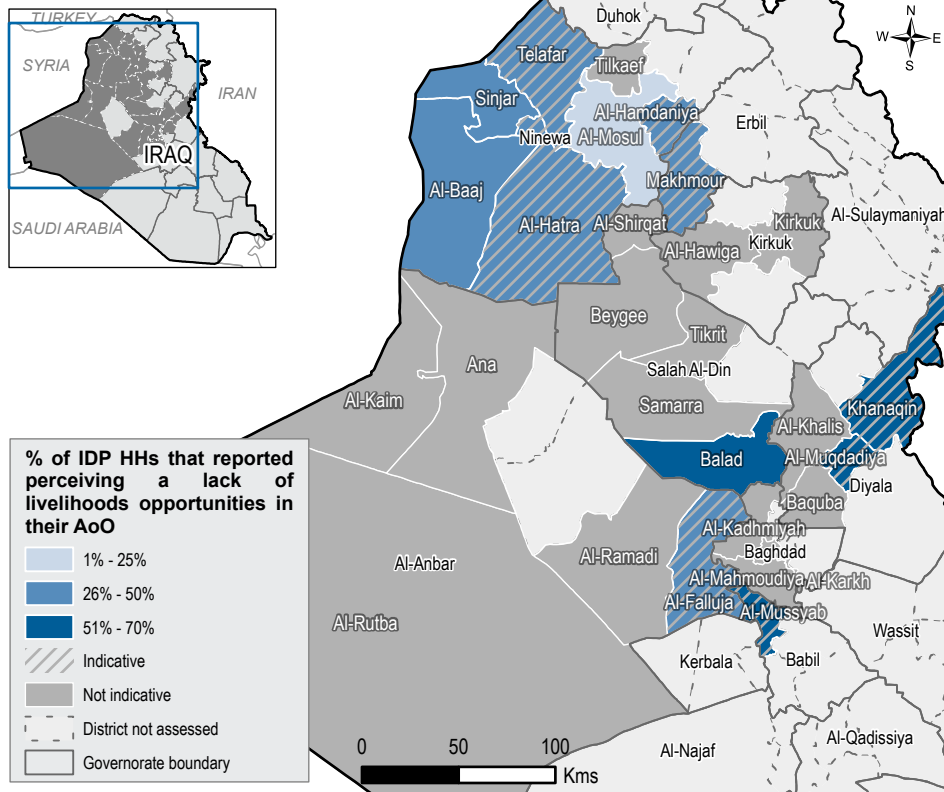 TURKEY
SYRIA
IRAN
IRAQ
SAUDI ARABIA
N
W
E
S
Duhok
Telafar
Tilkaef
Sinjar
Al-Hamdaniya
Erbil
Ninewa
Al-Mosul
Al-Baaj
Makhmour
Al-Hatra
Al-Shirqat
Kirkuk
Al-Sulaymaniyah
Al-Hawiga
Kirkuk
Beygee
Tikrit
Ana
Salah Al-Din
Al-Kaim
Samarra
Khanaqin
Al-Khalis
Balad
Al-Muqdadiya
Diyala
Baquba
Al-Kadhmiyah
Al-Anbar
Al-Ramadi
Baghdad
Al-Mahmoudiya
Al-Karkh
Al-Falluja
Al-Mussyab
Al-Rutba
Wassit
Kerbala
Babil
Al-Najaf
Al-Qadissiya
% of IDP HHs that reported
perceiving a lack of
livelihoods opportunities in
their AoO
1% - 25%
26% - 50%
51% - 70%
Indicative
Not indicative
District not assessed
Governorate boundary
0 50 100
Kms